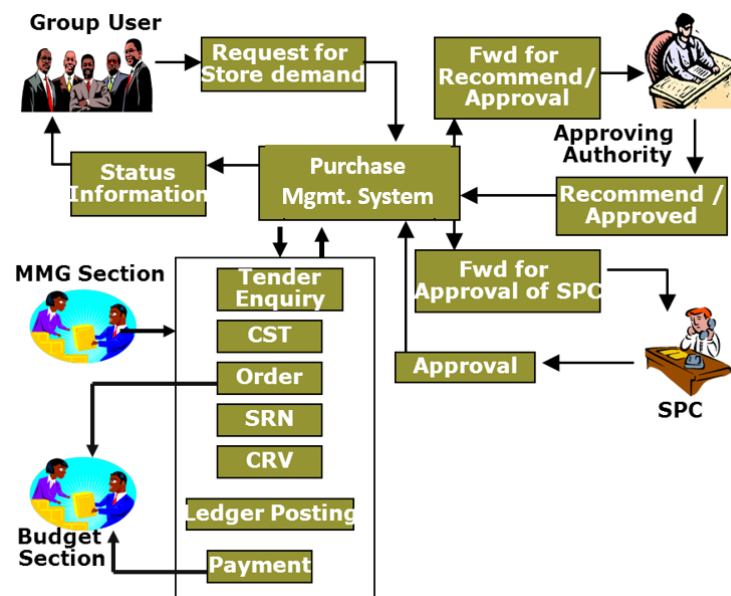 Group User
Request for
Store demand
Fwd for
Recommend/
Approval
Approving
Authority
Status
Information
Purchase
Mgmt. System
Recommend /
Approved
MMG Section
Tender
Enquiry
Fwd for
Approval of SPC
CST
Approval
Order
SPC
SRN
CRV
Ledger Posting
Budget
Section
Payment